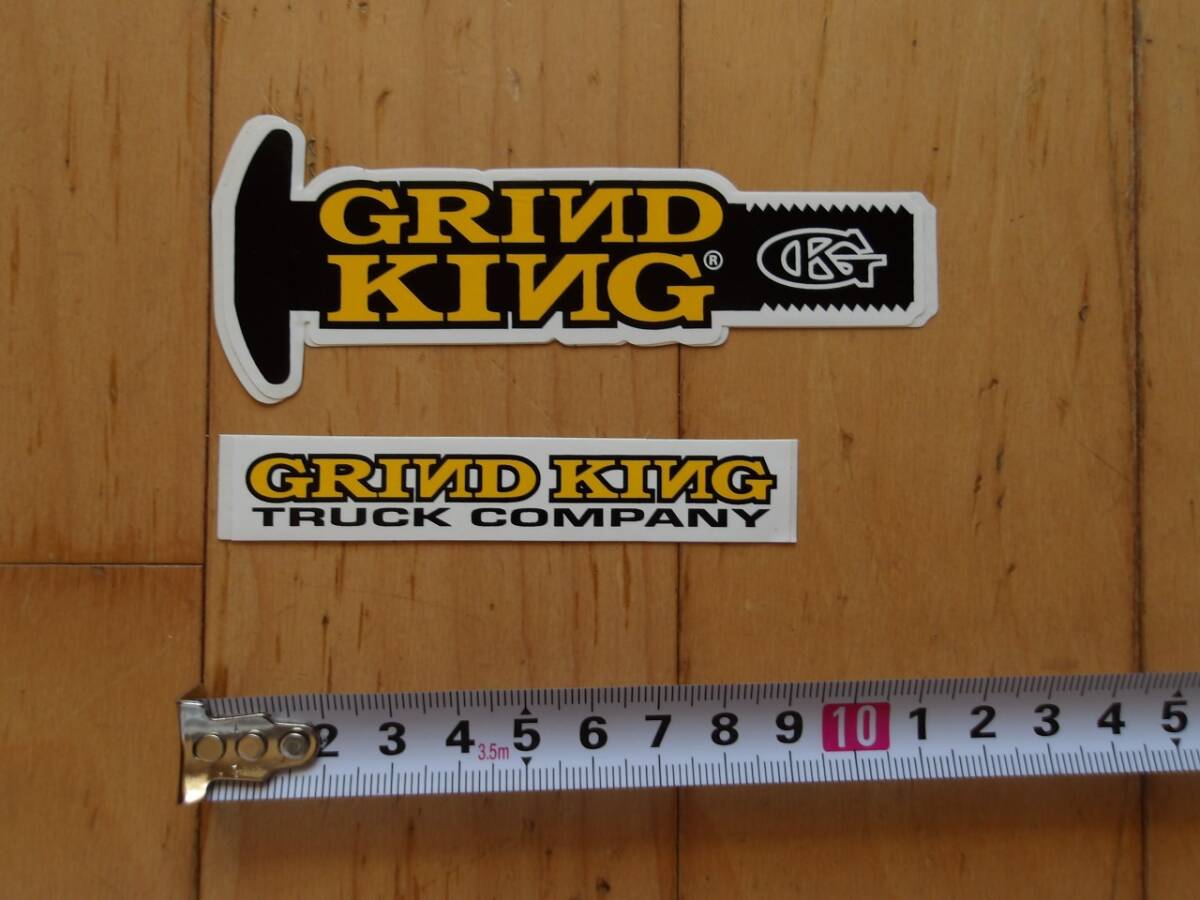 GRIND
KING®
GK
GRIND KING
TRUCK COMPANY
2 3 4 3.5m 5 6 7 8 9 10 1 2 3 4 5